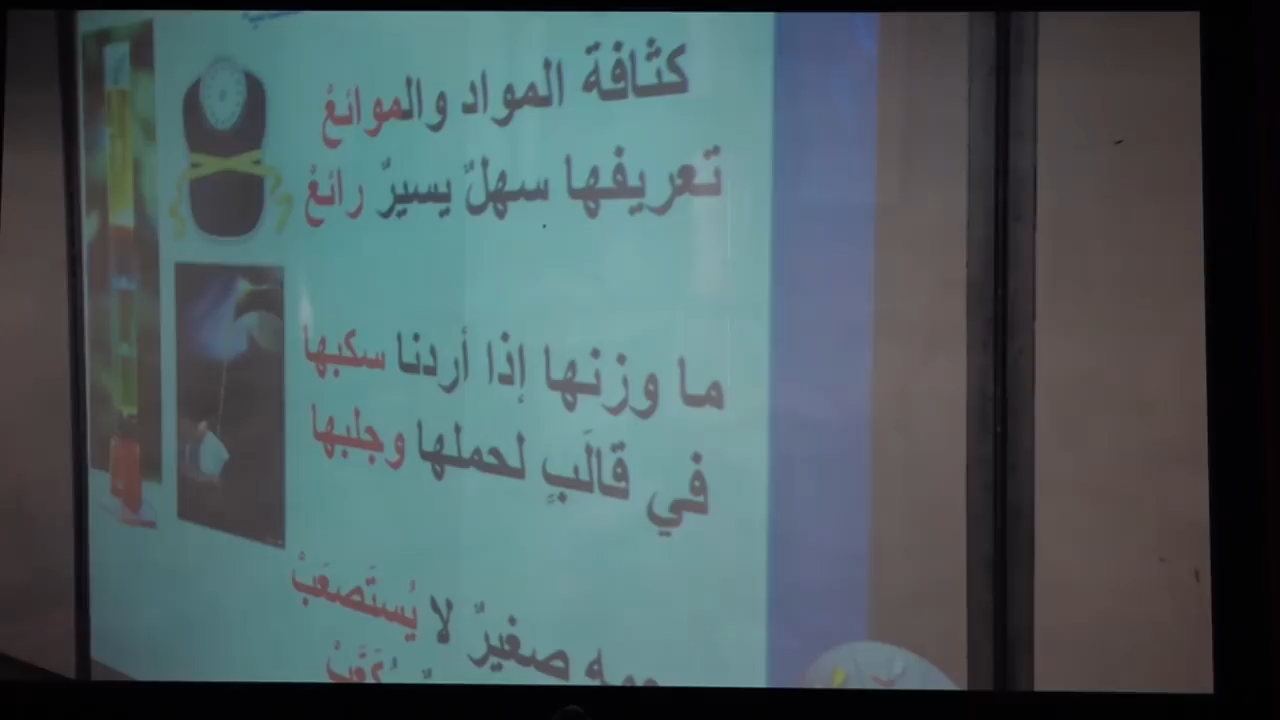 كثافة المواد والموائعْ
تعريفها سهلٌ يسيرٌ رائعْ
ما وزنها إذا أردنا سكبها
في قالَبٍ لحملها وجلبها
صغيرٌ لا يُستَصعَبْ